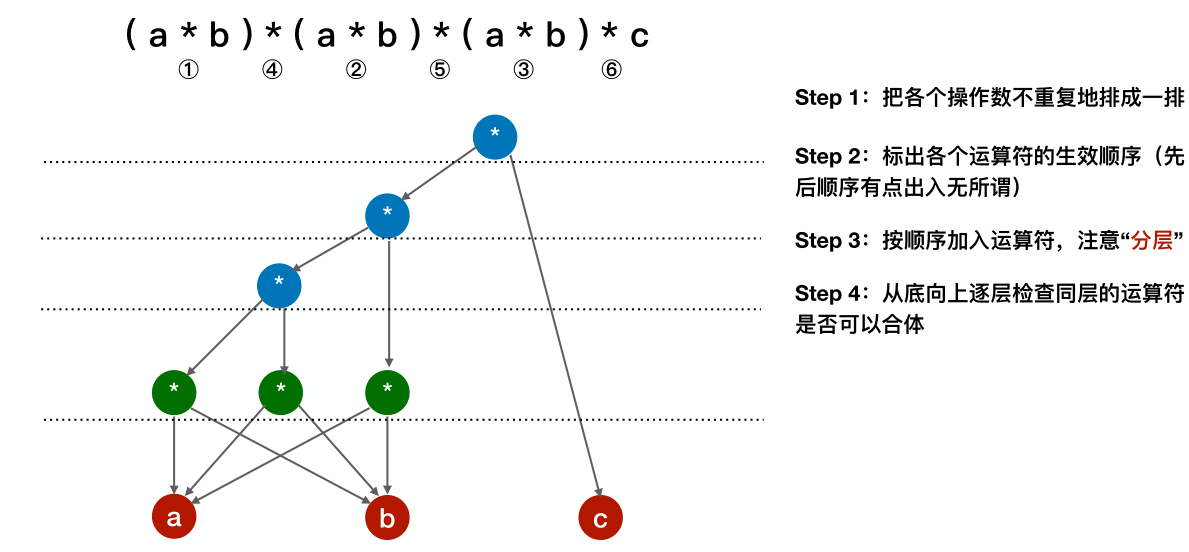 ( a * b ) * ( a * b ) * ( a * b ) * c
① ④ ② ⑤ ③ ⑥
Step 1：把各个操作数不重复地排成一排
Step 2：标出各个运算符的生效顺序（先
后顺序有点出入无所谓）
Step 3：按顺序加入运算符，注意“分层”
Step 4：从底向上逐层检查同层的运算符
是否可以合体
*
*
*
* * *
a b c